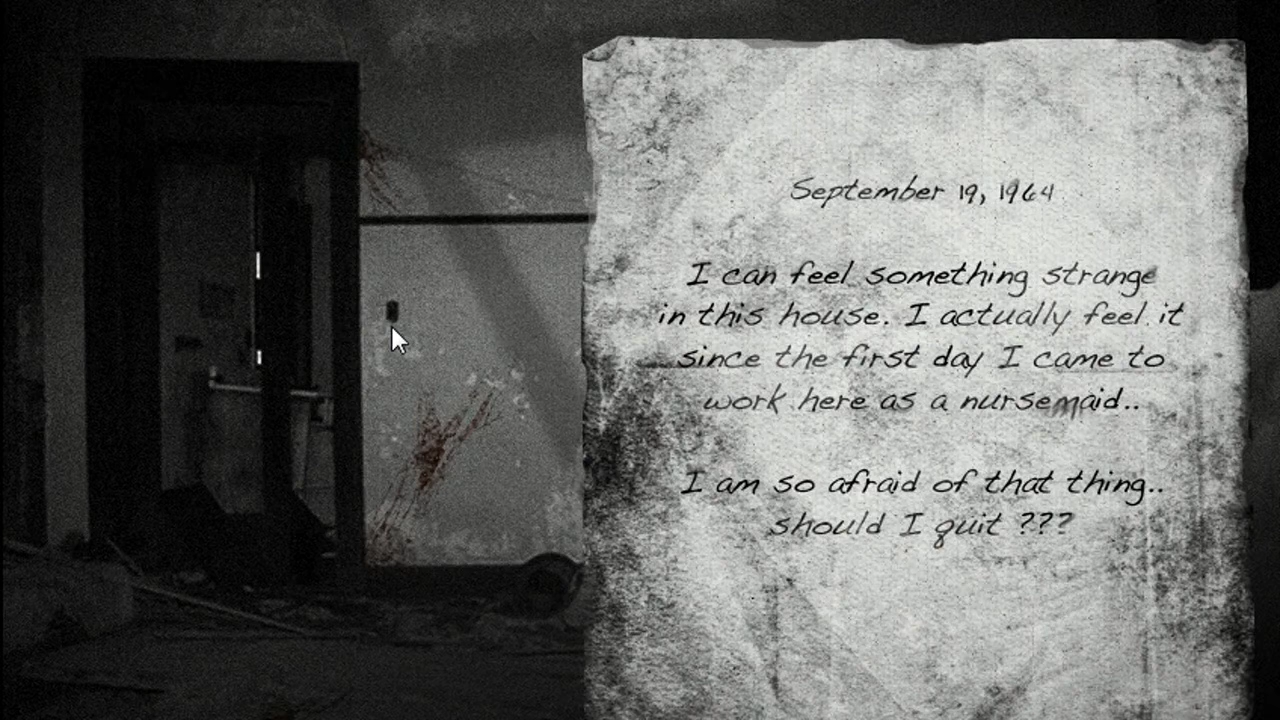 September 19, 1964
I can feel something strange
in this house. I actually feel it
since the first day I came to
work here as a nursemaid..
I am so afraid of that thing..
should I quit ???